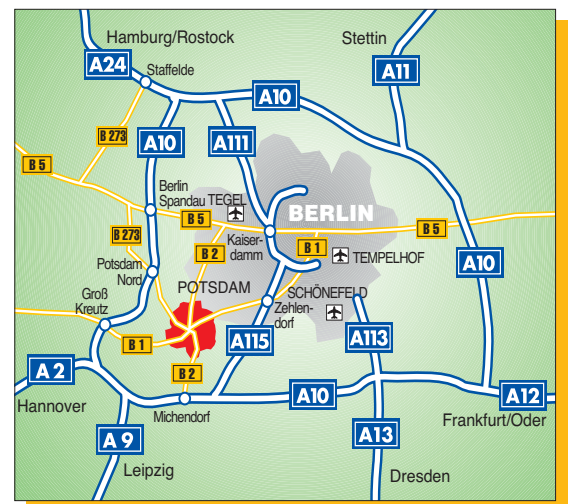 Hamburg/Rostock
Stettin
A24
Staffelde
A11
A10
A10
A111
B 273
B 5
Berlin
Spandau
TEGEL
B 5
BERLIN
B 5
B 273
B 2
Kaiser-
damm
B 1
TEMPELHOF
A10
Potsdam
Nord
POTSDAM
SCHÖNEFELD
Groß
Kreutz
Zehlen-
dorf
B 1
A115
A113
A 2
B 2
A10
A12
Hannover
Michendorf
Frankfurt/Oder
A 9
A13
Leipzig
Dresden